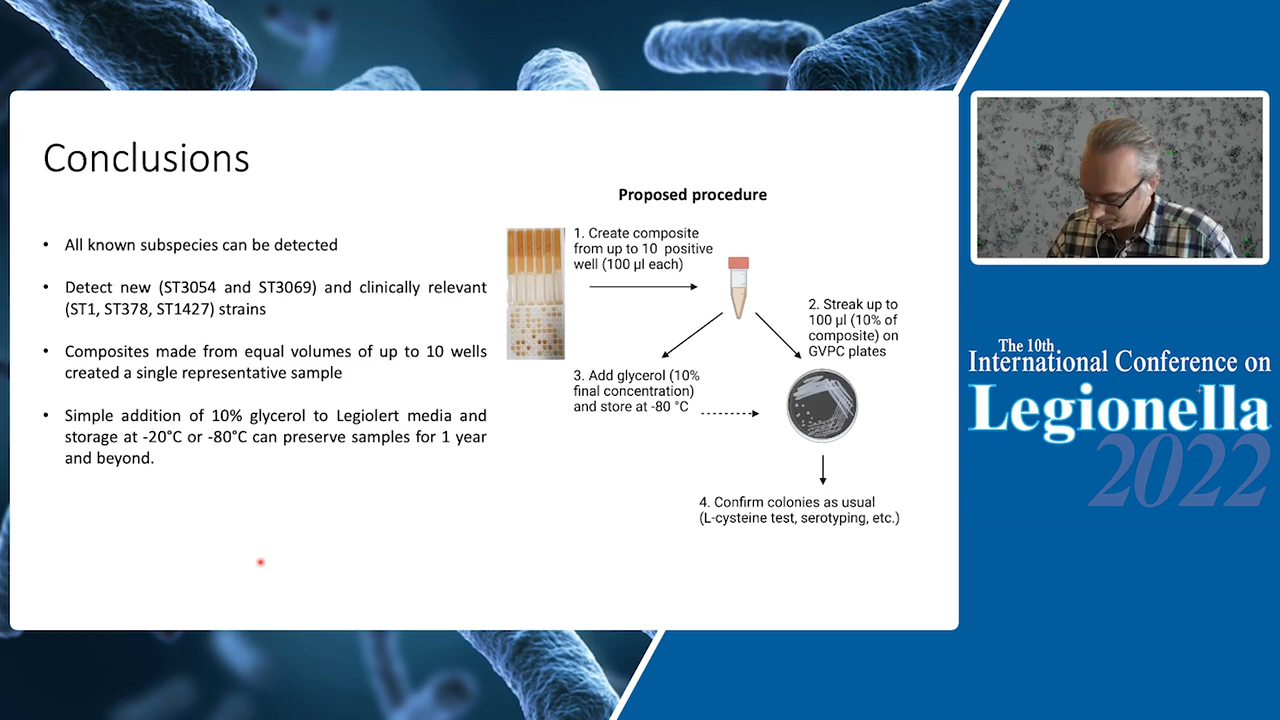 Conclusions
• All known subspecies can be detected
• Detect new (ST3054 and ST3069) and clinically relevant
(ST1, ST378, ST1427) strains
• Composites made from equal volumes of up to 10 wells
created a single representative sample
• Simple addition of 10% glycerol to Legiolert media and
storage at -20°C or -80°C can preserve samples for 1 year
and beyond.
Proposed procedure
1. Create composite
from up to 10 positive
well (100 µl each)
2. Streak up to
100 µl (10% of
composite) on
GVPC plates
3. Add glycerol (10%
final concentration)
and store at -80 °C
4. Confirm colonies as usual
(L-cysteine test, serotyping, etc.)
The 10th
International Conference on
Legionella
2022